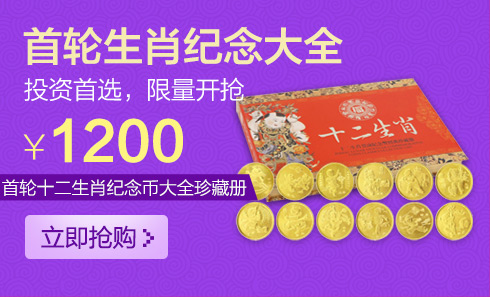 首轮生肖纪念大全
投资首选，限量开抢
¥1200
首轮十二生肖纪念币大全珍藏册
立即抢购
十二生肖